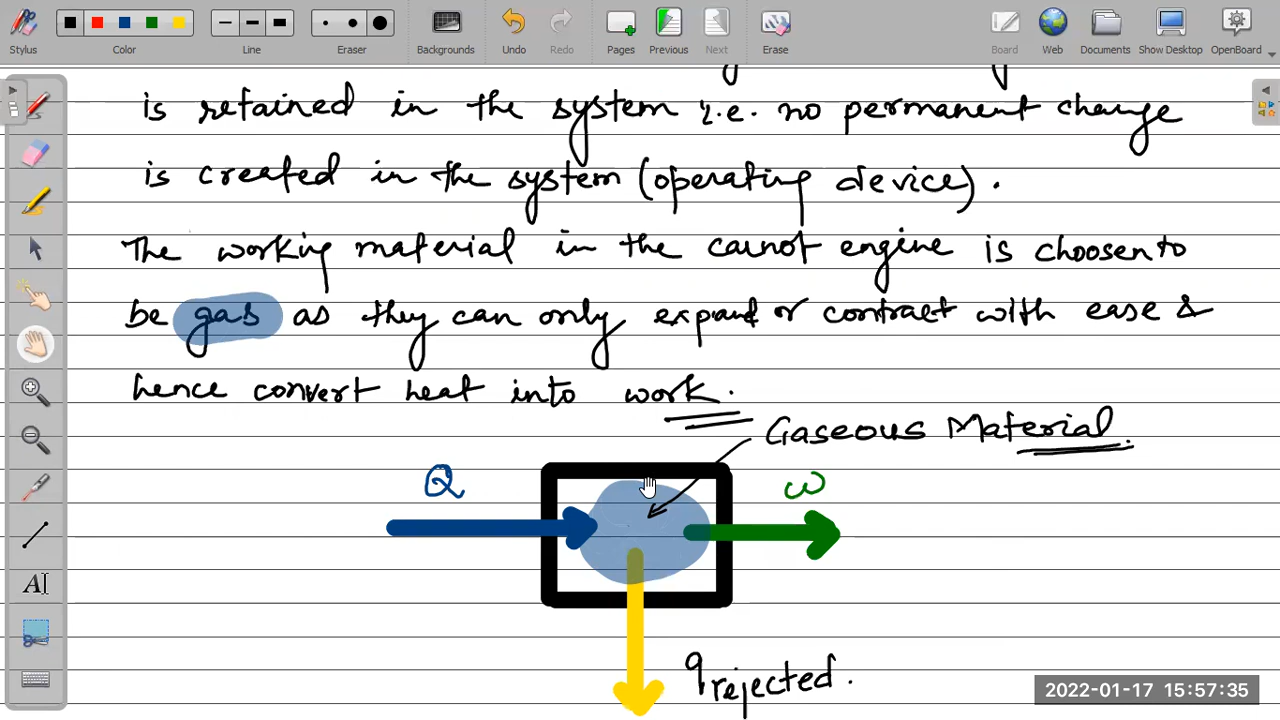 Stylus
Color
Line
Eraser
Backgrounds
Undo
Redo
Pages
Previous
Next
Erase
Board
Web
Documents
Show Desktop
OpenBoard
is retained in the system i.e. no permanent change
is created in the system (operating device).
The working material in the carnot engine is choosen to
be gas as they can only expand or contract with ease &
hence convert heat into work.
Gaseous Material.
Q
w
qrejected.
2022-01-17 15:57:35